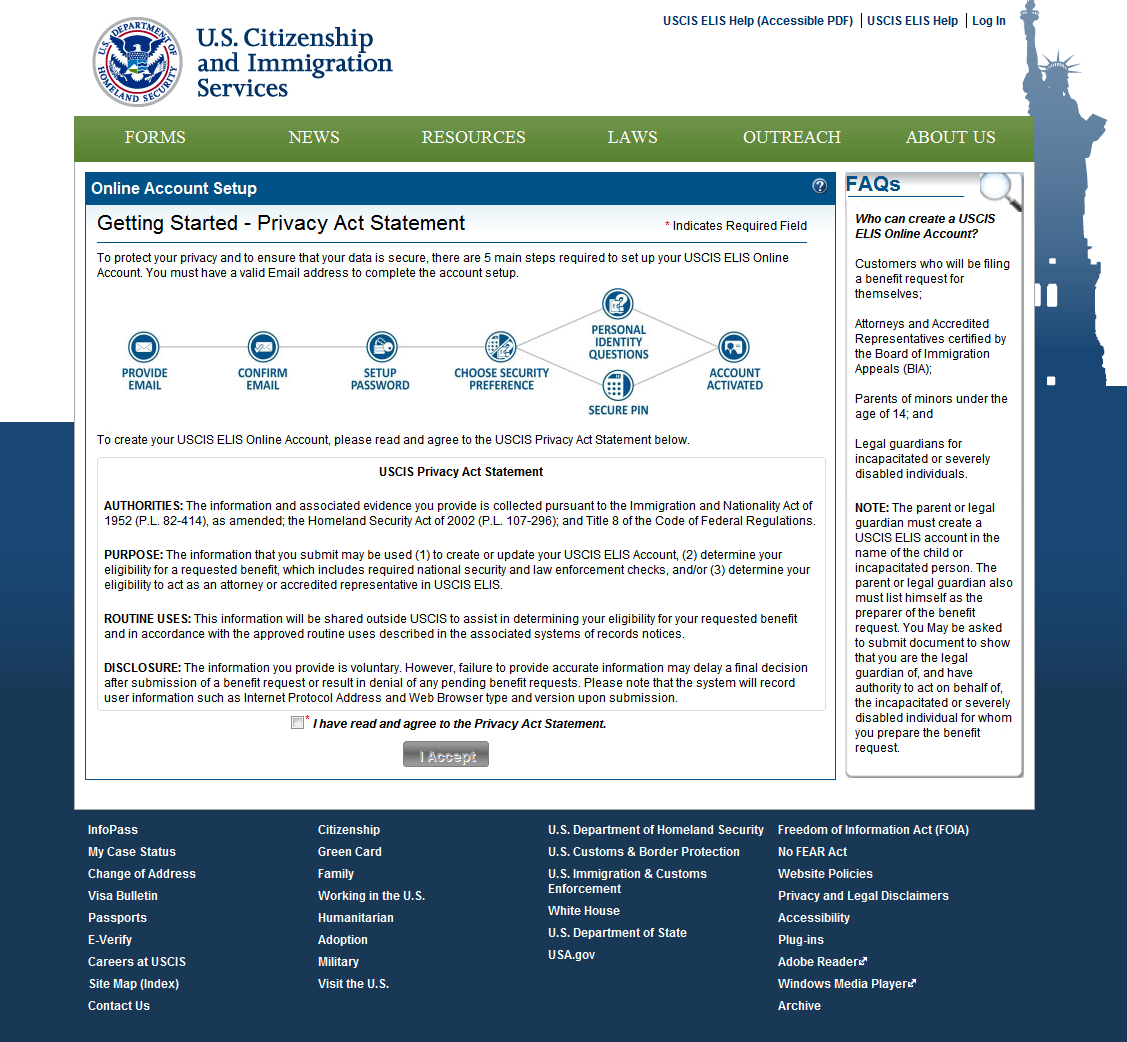 USCIS ELIS Help (Accessible PDF) | USCIS ELIS Help | Log In
U.S. DEPARTMENT OF HOMELAND SECURITY
U.S. Citizenship
and Immigration
Services
FORMS NEWS RESOURCES LAWS OUTREACH ABOUT US
Online Account Setup
?
Getting Started - Privacy Act Statement
* Indicates Required Field
To protect your privacy and to ensure that your data is secure, there are 5 main steps required to set up your USCIS ELIS Online
Account. You must have a valid Email address to complete the account setup.
PROVIDE
EMAIL
CONFIRM
EMAIL
SETUP
PASSWORD
CHOOSE SECURITY
PREFERENCE
PERSONAL
IDENTITY
QUESTIONS
SECURE PIN
ACCOUNT
ACTIVATED
To create your USCIS ELIS Online Account, please read and agree to the USCIS Privacy Act Statement below.
USCIS Privacy Act Statement
AUTHORITIES: The information and associated evidence you provide is collected pursuant to the Immigration and Nationality Act of
1952 (P.L. 82-414), as amended; the Homeland Security Act of 2002 (P.L. 107-296); and Title 8 of the Code of Federal Regulations.
PURPOSE: The information that you submit may be used (1) to create or update your USCIS ELIS Account, (2) determine your
eligibility for a requested benefit, which includes required national security and law enforcement checks, and/or (3) determine your
eligibility to act as an attorney or accredited representative in USCIS ELIS.
ROUTINE USES: This information will be shared outside USCIS to assist in determining your eligibility for your requested benefit
and in accordance with the approved routine uses described in the associated systems of records notices.
DISCLOSURE: The information you provide is voluntary. However, failure to provide accurate information may delay a final decision
after submission of a benefit request or result in denial of any pending benefit requests. Please note that the system will record
user information such as Internet Protocol Address and Web Browser type and version upon submission.
* I have read and agree to the Privacy Act Statement.
I Accept
FAQs
Who can create a USCIS
ELIS Online Account?
Customers who will be filing
a benefit request for
themselves;
Attorneys and Accredited
Representatives certified by
the Board of Immigration
Appeals (BIA);
Parents of minors under the
age of 14; and
Legal guardians for
incapacitated or severely
disabled individuals.
NOTE: The parent or legal
guardian must create a
USCIS ELIS account in the
name of the child or
incapacitated person. The
parent or legal guardian also
must list himself as the
preparer of the benefit
request. You May be asked
to submit document to show
that you are the legal
guardian of, and have
authority to act on behalf of,
the incapacitated or severely
disabled individual for whom
you prepare the benefit
request.
InfoPass
My Case Status
Change of Address
Visa Bulletin
Passports
E-Verify
Careers at USCIS
Site Map (Index)
Contact Us
Citizenship
Green Card
Family
Working in the U.S.
Humanitarian
Adoption
Military
Visit the U.S.
U.S. Department of Homeland Security
U.S. Customs & Border Protection
U.S. Immigration & Customs
Enforcement
White House
U.S. Department of State
USA.gov
Freedom of Information Act (FOIA)
No FEAR Act
Website Policies
Privacy and Legal Disclaimers
Accessibility
Plug-ins
Adobe Reader
Windows Media Player
Archive